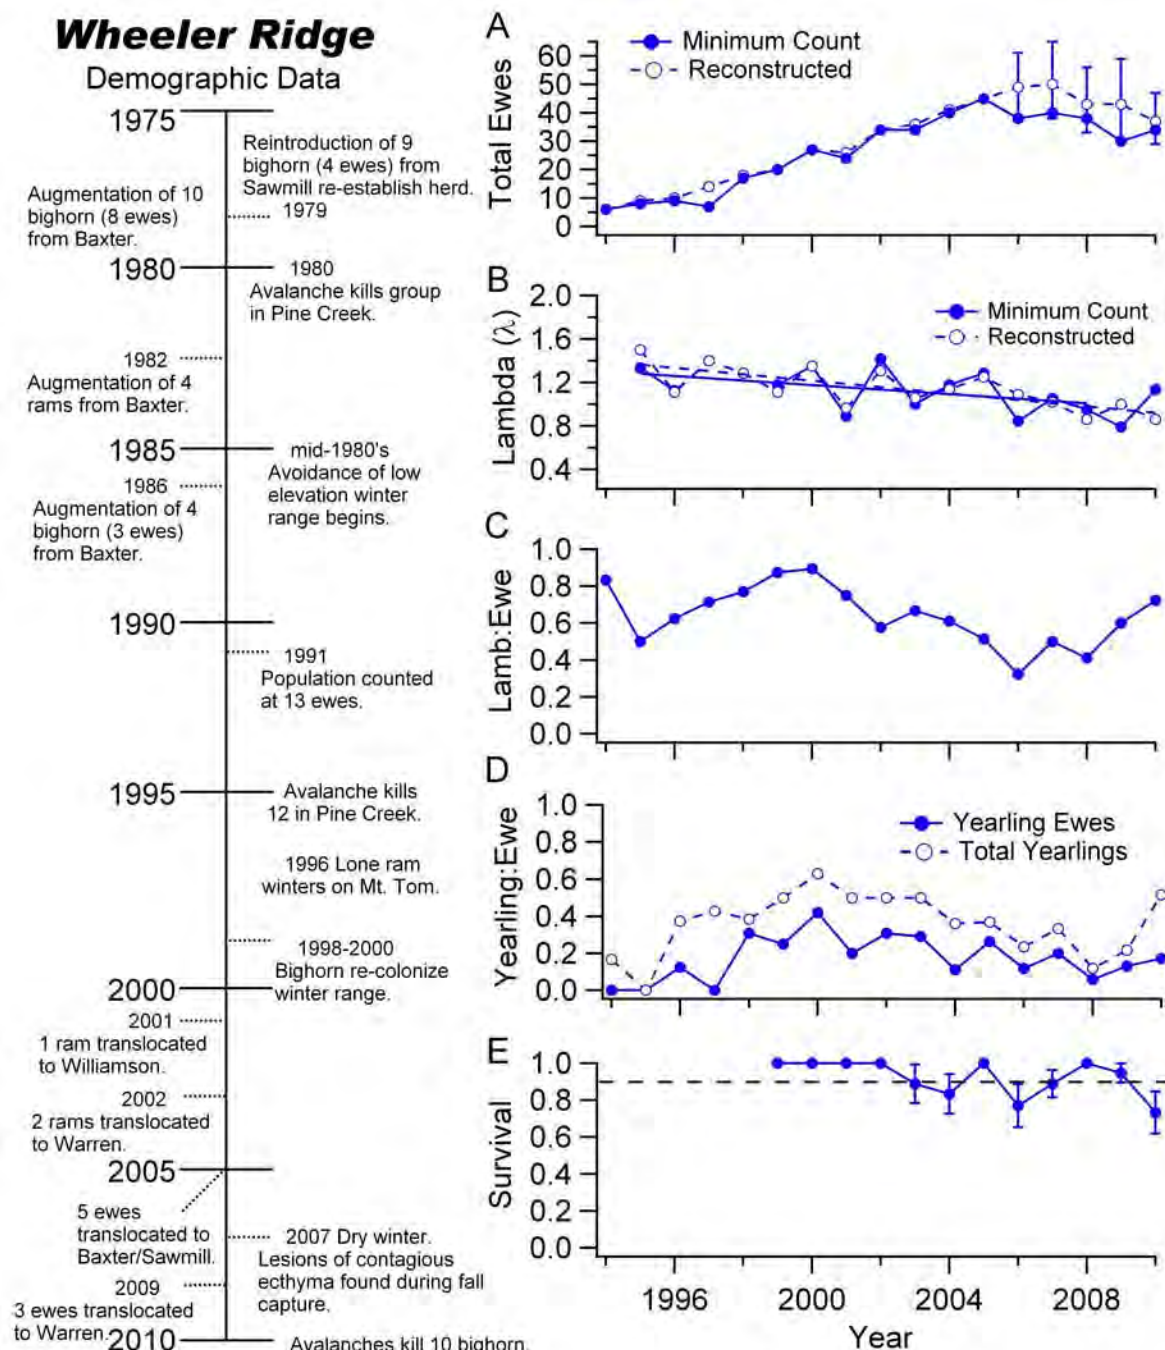 Wheeler Ridge
Demographic Data
1975
Reintroduction of 9
bighorn (4 ewes) from
Sawmill re-establish herd.
1979
Augmentation of 10
bighorn (8 ewes)
from Baxter.
1980
1980
Avalanche kills group
in Pine Creek.
1982
Augmentation of 4
rams from Baxter.
1985
mid-1980's
Avoidance of low
elevation winter
range begins.
1986
Augmentation of 4
bighorn (3 ewes)
from Baxter.
1990
1991
Population counted
at 13 ewes.
1995
Avalanche kills
12 in Pine Creek.
1996 Lone ram
winters on Mt. Tom.
1998-2000
Bighorn re-colonize
winter range.
2000
2001
1 ram translocated
to Williamson.
2002
2 rams translocated
to Warren.
2005
5 ewes
translocated to
Baxter/Sawmill.
2007 Dry winter.
Lesions of contagious
ecthyma found during fall
capture.
2009
3 ewes translocated
to Warren.
2010
Avalanches kill 10 bighorn.
A
Total Ewes
60
50
40
30
20
10
0
Minimum Count
Reconstructed
B
Lambda (λ)
2.0
1.6
1.2
0.8
0.4
Minimum Count
Reconstructed
C
Lamb:Ewe
1.0
0.8
0.6
0.4
0.2
0.0
D
Yearling:Ewe
1.0
0.8
0.6
0.4
0.2
0.0
Yearling Ewes
Total Yearlings
E
Survival
1.0
0.8
0.6
0.4
0.2
0.0
1996 2000 2004 2008
Year